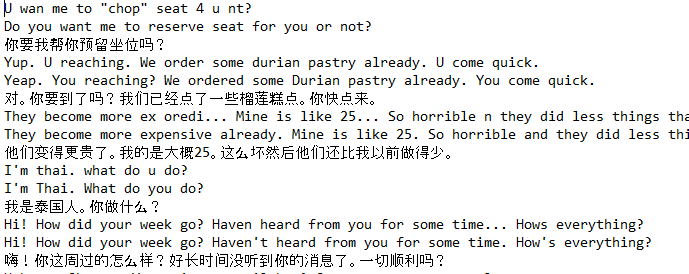 U wan me to "chop" seat 4 u nt?
Do you want me to reserve seat for you or not?
你要我帮你预留坐位吗？
Yup. U reaching. We order some durian pastry already. U come quick.
Yeap. You reaching? We ordered some Durian pastry already. You come quick.
对。你要到了吗？我们已经点了一些榴莲糕点。你快点来。
They become more ex oredi... Mine is like 25... So horrible n they did less things tha
They become more expensive already. Mine is like 25. So horrible and they did less thi
他们变得更贵了。我的是大概25。这么坏然后他们还比我以前做得少。
I'm thai. what do u do?
I'm Thai. What do you do?
我是泰国人。你做什么？
Hi! How did your week go? Haven heard from you for some time... Hows everything?
Hi! How did your week go? Haven't heard from you for some time. How's everything?
嗨！你这周过的怎么样？好长时间没听到你的消息了。一切顺利吗？